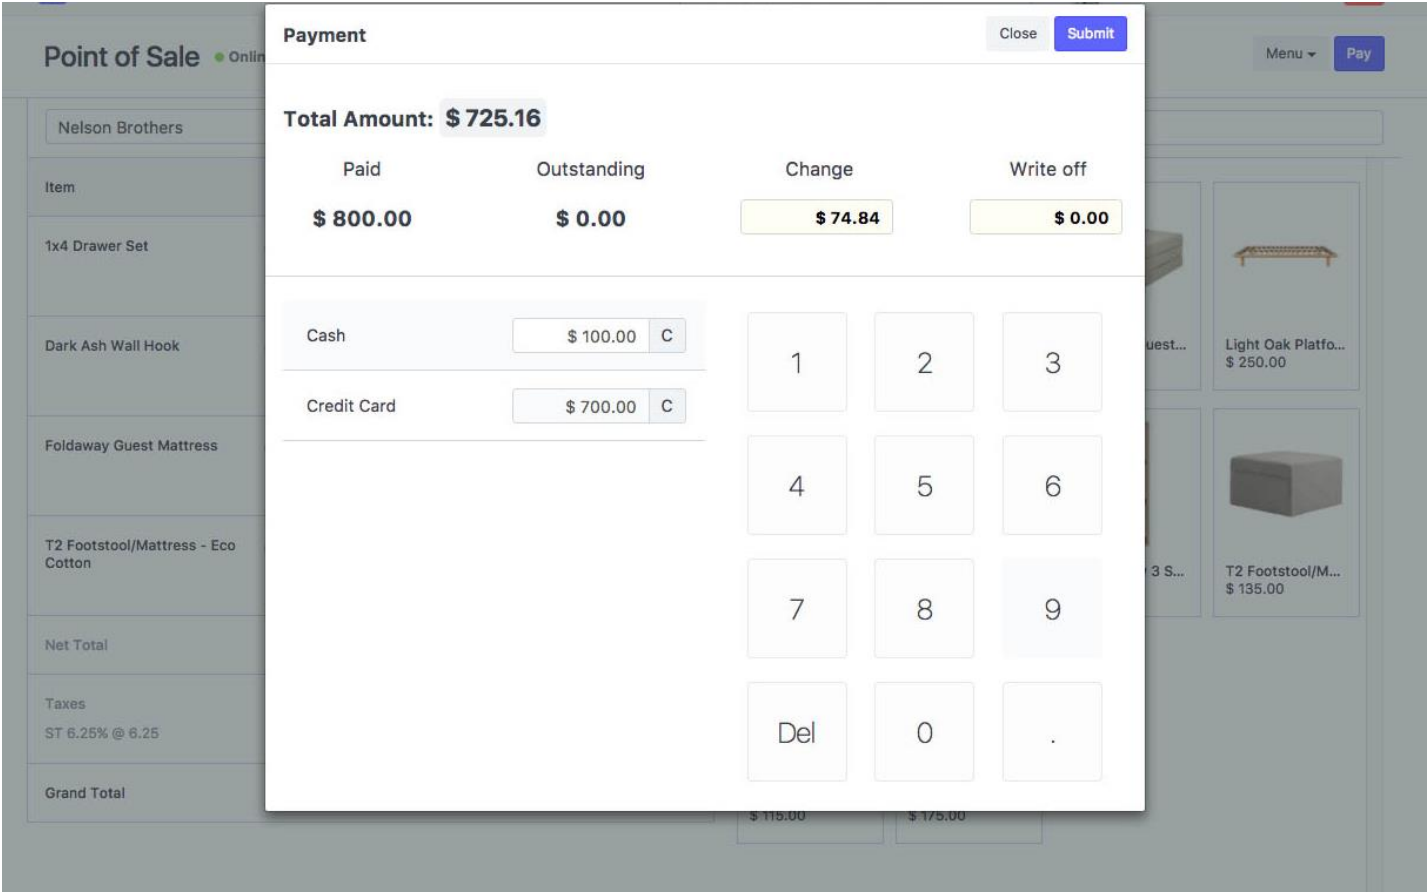 Payment
Close
Submit
Point of Sale
Onlin
Menu
Pay
Total Amount: $ 725.16
Nelson Brothers
Paid
Outstanding
Change
Write off
$ 800.00
$ 0.00
$ 74.84
$ 0.00
Item
1x4 Drawer Set
Dark Ash Wall Hook
Foldaway Guest Mattress
T2 Footstool/Mattress - Eco
Cotton
Net Total
Taxes
ST 6.25% @ 6.25
Grand Total
Cash
$ 100.00
C
Credit Card
$ 700.00
C
1
2
3
4
5
6
7
8
9
Del
0
.
uest...
Light Oak Platfo...
$ 250.00
3 S...
T2 Footstool/M...
$ 135.00
$ 115.00
$ 175.00